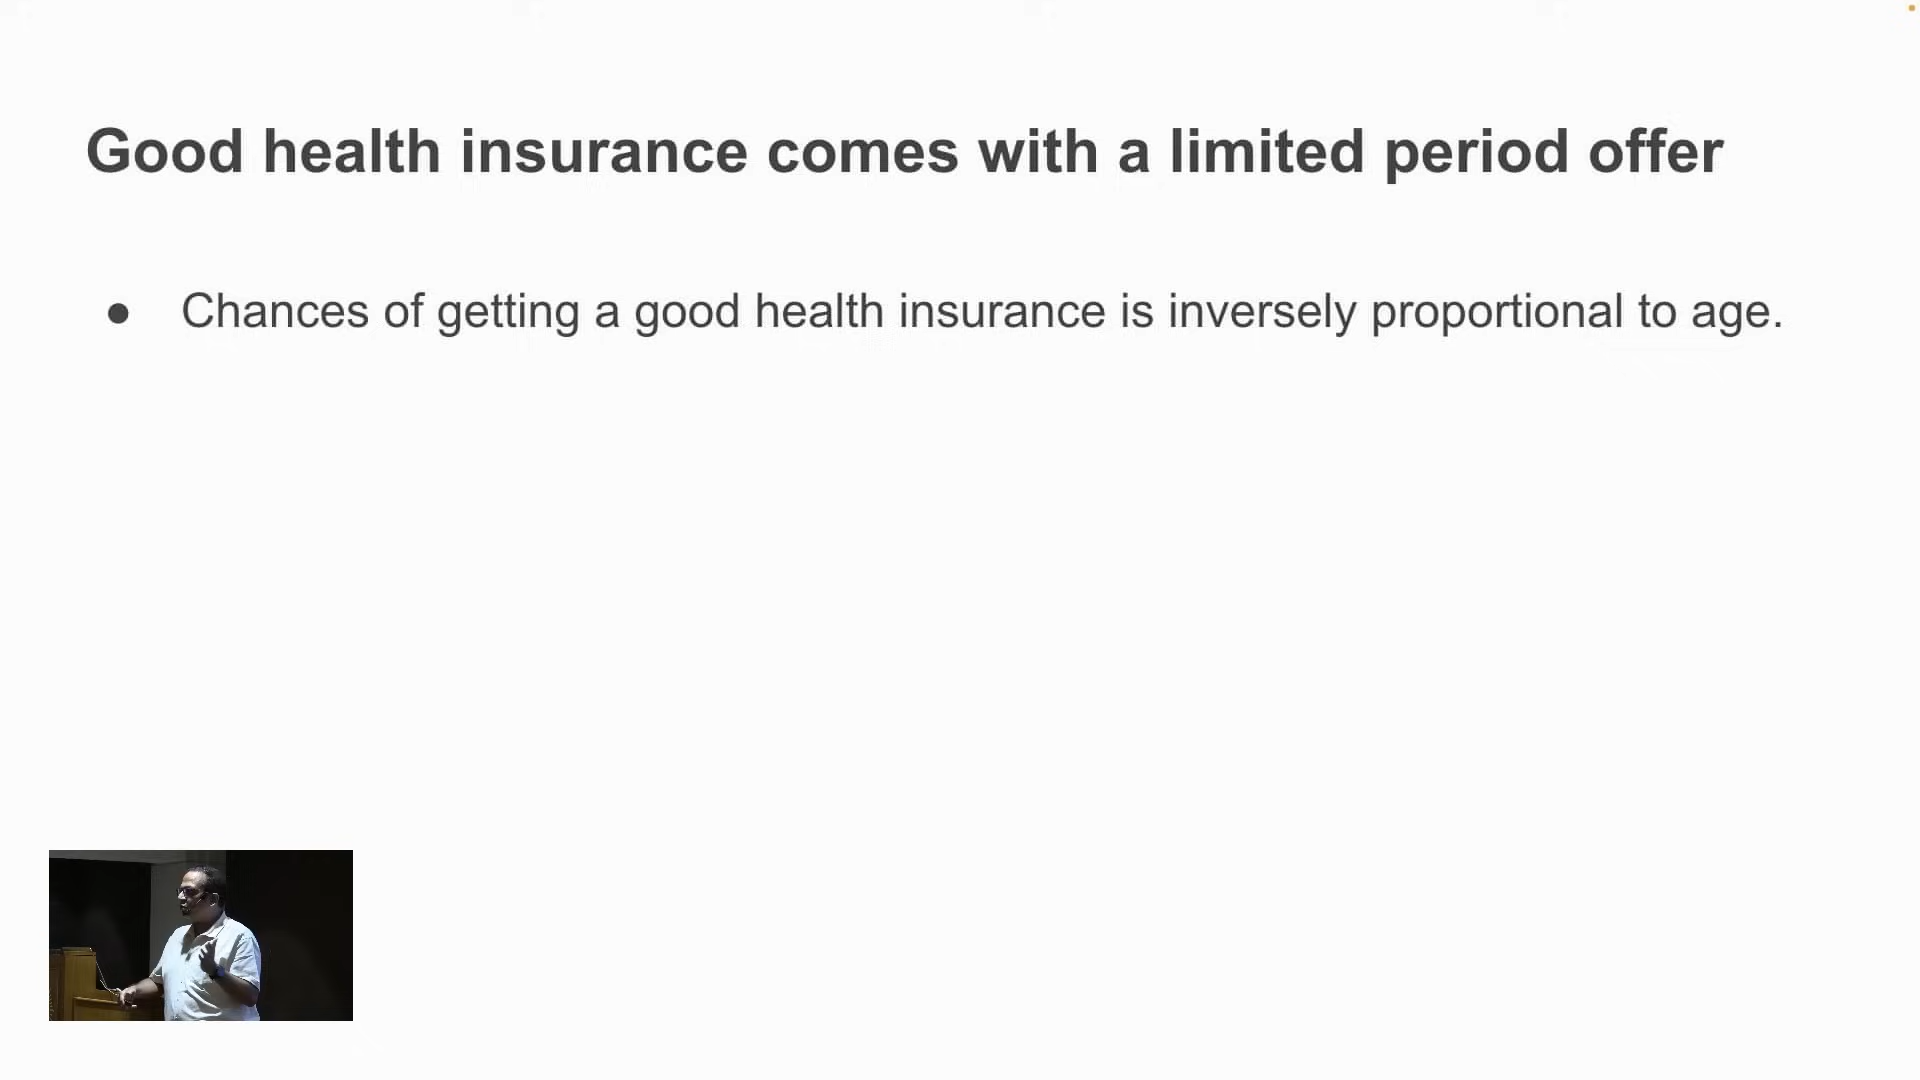 Good health insurance comes with a limited period offer
● Chances of getting a good health insurance is inversely proportional to age.